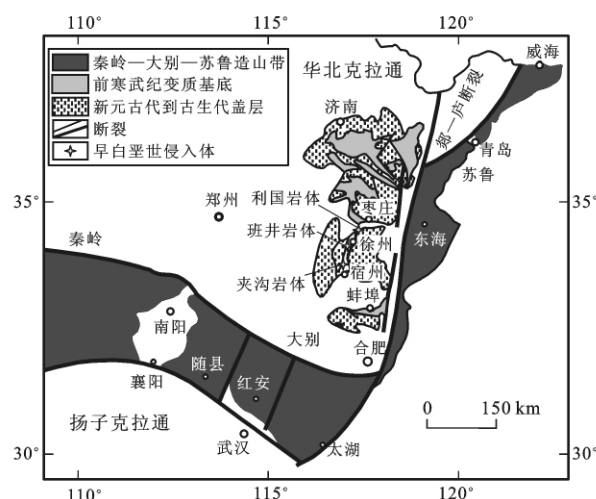 110°
115°
120°
秦岭—大别—苏鲁造山带
前寒武纪变质基底
新元古代到古生代盖层
断裂
早白垩世侵入体
华北克拉通
威海
济南
郯—庐断裂
青岛
苏鲁
35°
35°
郑州
利国岩体
枣庄
班井岩体
徐州
东海
秦岭
夹沟岩体
宿州
蚌埠
南阳
大别
合肥
随县
红安
襄阳
0 150 km
扬子克拉通
武汉
太湖
30°
30°
110°
115°
120°